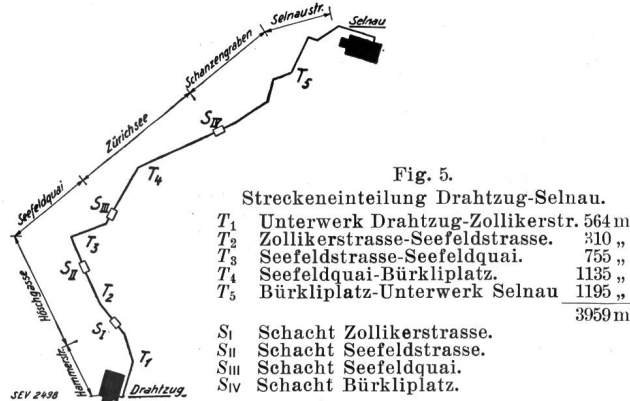 Selnaustr.
Selnau
Schanzengraben
T5
SIV
Zürichsee
T4
Seefeldquai
SIII
T3
SII
Höschgasse
T2
SI
Hammerstr.
T1
Drahtzug
SEV 2498
Fig. 5.
Streckeneinteilung Drahtzug-Selnau.
T1 Unterwerk Drahtzug-Zollikerstr. 564 m
T2 Zollikerstrasse-Seefeldstrasse. 310 „
T3 Seefeldstrasse-Seefeldquai. 755 „
T4 Seefeldquai-Bürkliplatz. 1135 „
T5 Bürkliplatz-Unterwerk Selnau 1195 „
3959 m
SI Schacht Zollikerstrasse.
SII Schacht Seefeldstrasse.
SIII Schacht Seefeldquai.
SIV Schacht Bürkliplatz.